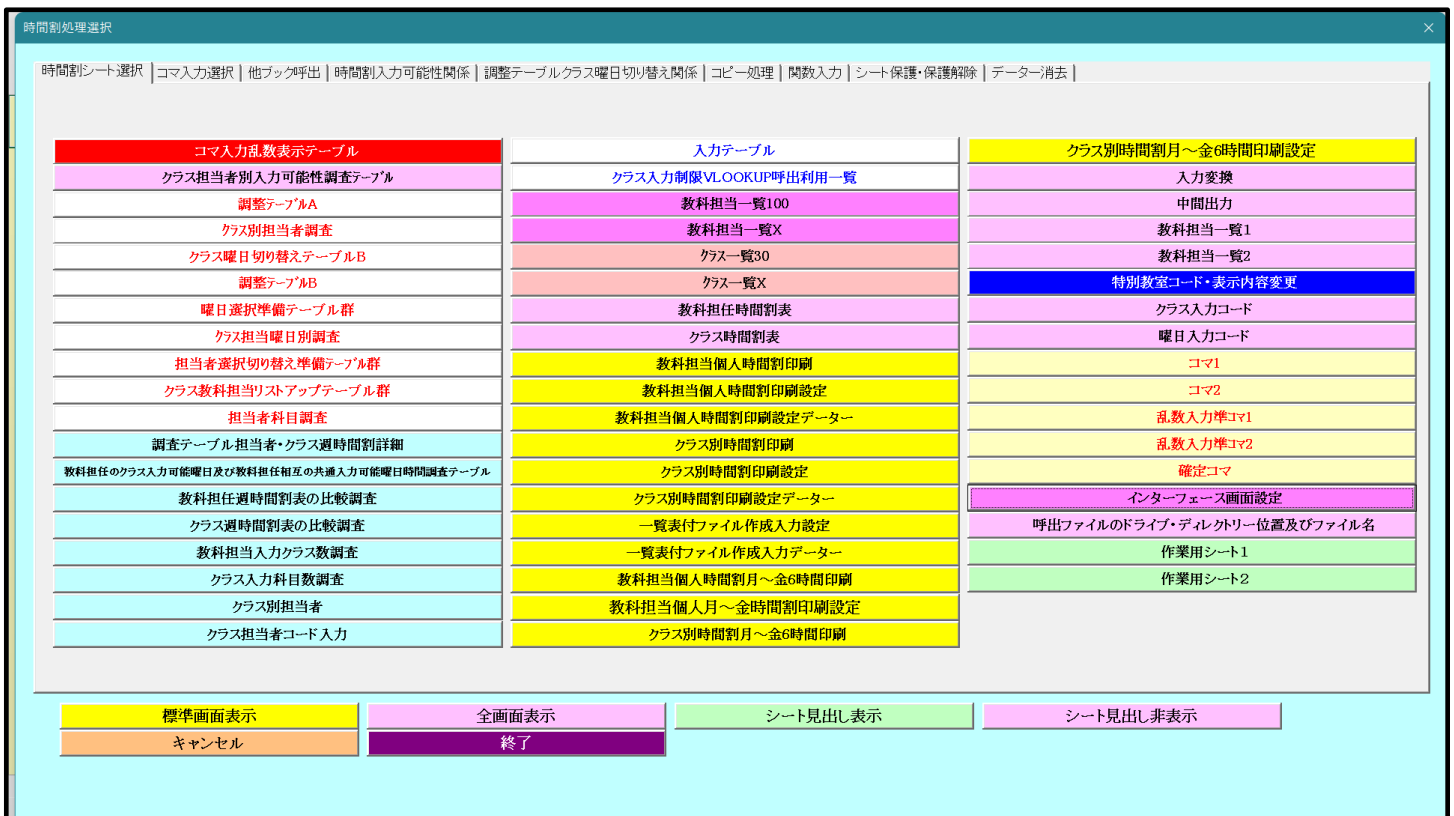 時間割処理選択
時間割シート選択
コマ入力選択
他ブック呼出
時間割入力可能性関係
調整テーブルクラス曜日切り替え関係
コピー処理
関数入力
シート保護・保護解除
データー消去
コマ入力乱数表示テーブル
クラス担当者別入力可能性調査テーブル
調整テーブルA
クラス別担当者調査
クラス曜日切り替えテーブルB
調整テーブルB
曜日選択準備テーブル群
クラス担当曜日別調査
担当者選択切り替え準備テーブル群
クラス教科担当リストアップテーブル群
担当者科目調査
調査テーブル担当者・クラス週時間割詳細
教科担任のクラス入力可能曜日及び教科担任相互の共通入力可能曜日時間調査テーブル
教科担任週時間割表の比較調査
クラス週時間割表の比較調査
教科担当入力クラス数調査
クラス入力科目数調査
クラス別担当者
クラス担当者コード入力
入力テーブル
クラス入力制限VLOOKUP呼出利用一覧
教科担当一覧100
教科担当一覧X
クラス一覧30
クラス一覧X
教科担任時間割表
クラス時間割表
教科担当個人時間割印刷
教科担当個人時間割印刷設定
教科担当個人時間割印刷設定データー
クラス別時間割印刷
クラス別時間割印刷設定
クラス別時間割印刷設定データー
一覧表付ファイル作成入力設定
一覧表付ファイル作成入力データー
教科担当個人時間割月～金6時間印刷
教科担当個人月～金時間割印刷設定
クラス別時間割月～金6時間印刷
クラス別時間割月～金6時間印刷設定
入力変換
中間出力
教科担当一覧1
教科担当一覧2
特別教室コード・表示内容変更
クラス入力コード
曜日入力コード
コマ1
コマ2
乱数入力準コマ1
乱数入力準コマ2
確定コマ
インターフェース画面設定
呼出ファイルのドライブ・ディレクトリー位置及びファイル名
作業用シート1
作業用シート2
標準画面表示
全画面表示
シート見出し表示
シート見出し非表示
キャンセル
終了